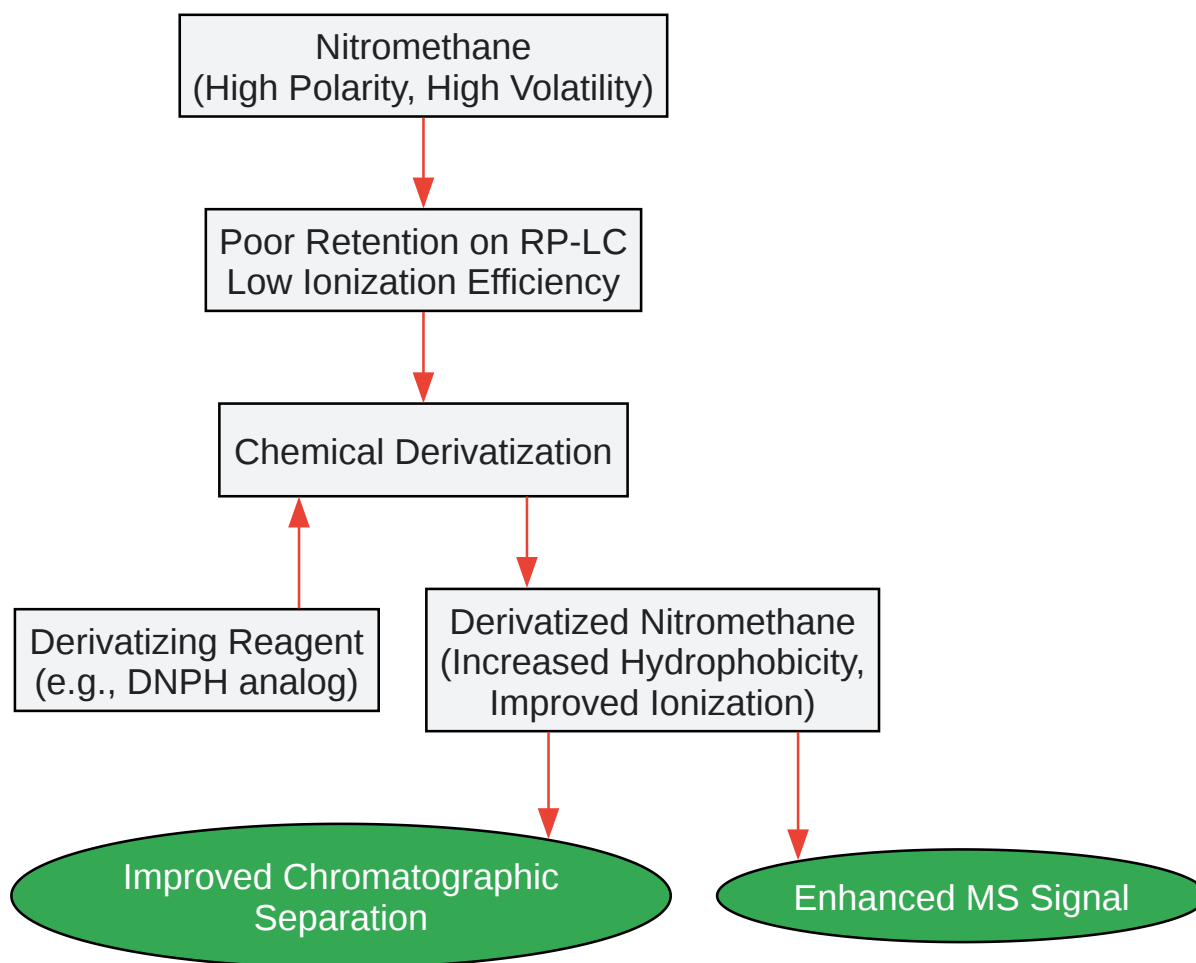 Nitromethane
(High Polarity, High Volatility)
Poor Retention on RP-LC
Low Ionization Efficiency
Chemical Derivatization
Derivatizing Reagent
(e.g., DNPH analog)
Derivatized Nitromethane
(Increased Hydrophobicity,
Improved Ionization)
Improved Chromatographic
Separation
Enhanced MS Signal